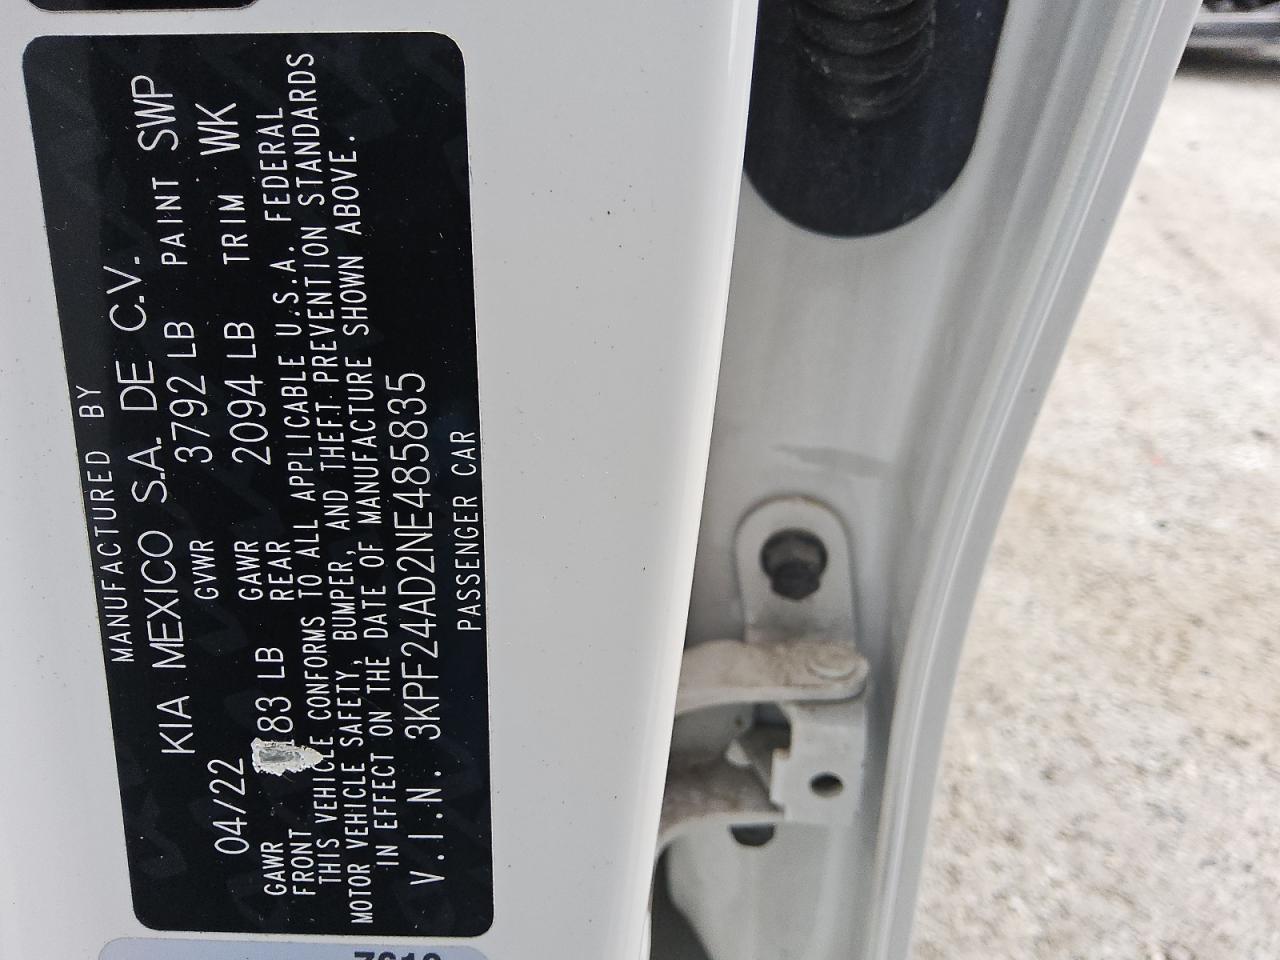 MANUFACTURED BY
KIA MEXICO S.A. DE C.V.
04/22 GVWR 3792 LB PAINT SWP
GAWR FRONT 83 LB GAWR REAR 2094 LB TRIM WK
THIS VEHICLE CONFORMS TO ALL APPLICABLE U.S.A. FEDERAL
MOTOR VEHICLE SAFETY, BUMPER, AND THEFT PREVENTION STANDARDS
IN EFFECT ON THE DATE OF MANUFACTURE SHOWN ABOVE.
V.I.N. 3KPF24AD2NE485835
PASSENGER CAR